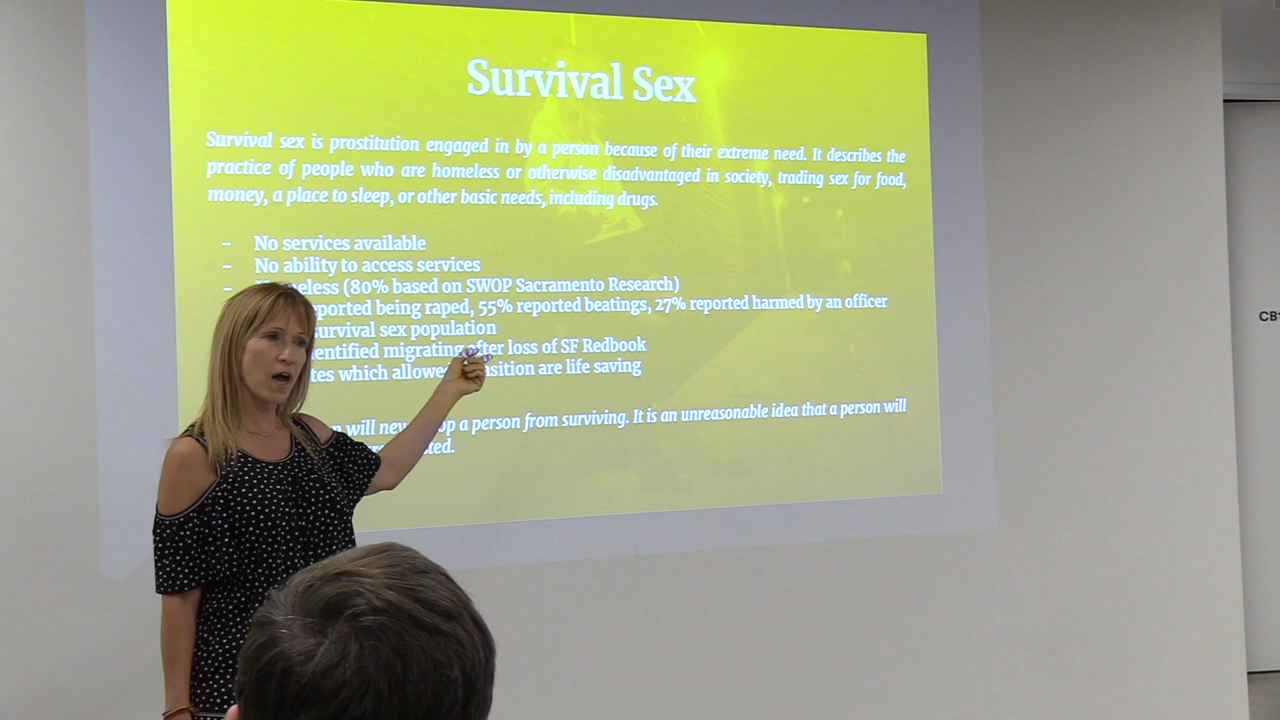 Survival Sex
Survival sex is prostitution engaged in by a person because of their extreme need. It describes the
practice of people who are homeless or otherwise disadvantaged in society, trading sex for food,
money, a place to sleep, or other basic needs, including drugs.
- No services available
- No ability to access services
- (80% based on SWOP Sacramento Research)
being raped, 55% reported beatings, 27% reported harmed by an officer
survival sex population
migrating after loss of SF Redbook
which are life saving
will a person from surviving. It is an unreasonable idea that a person will